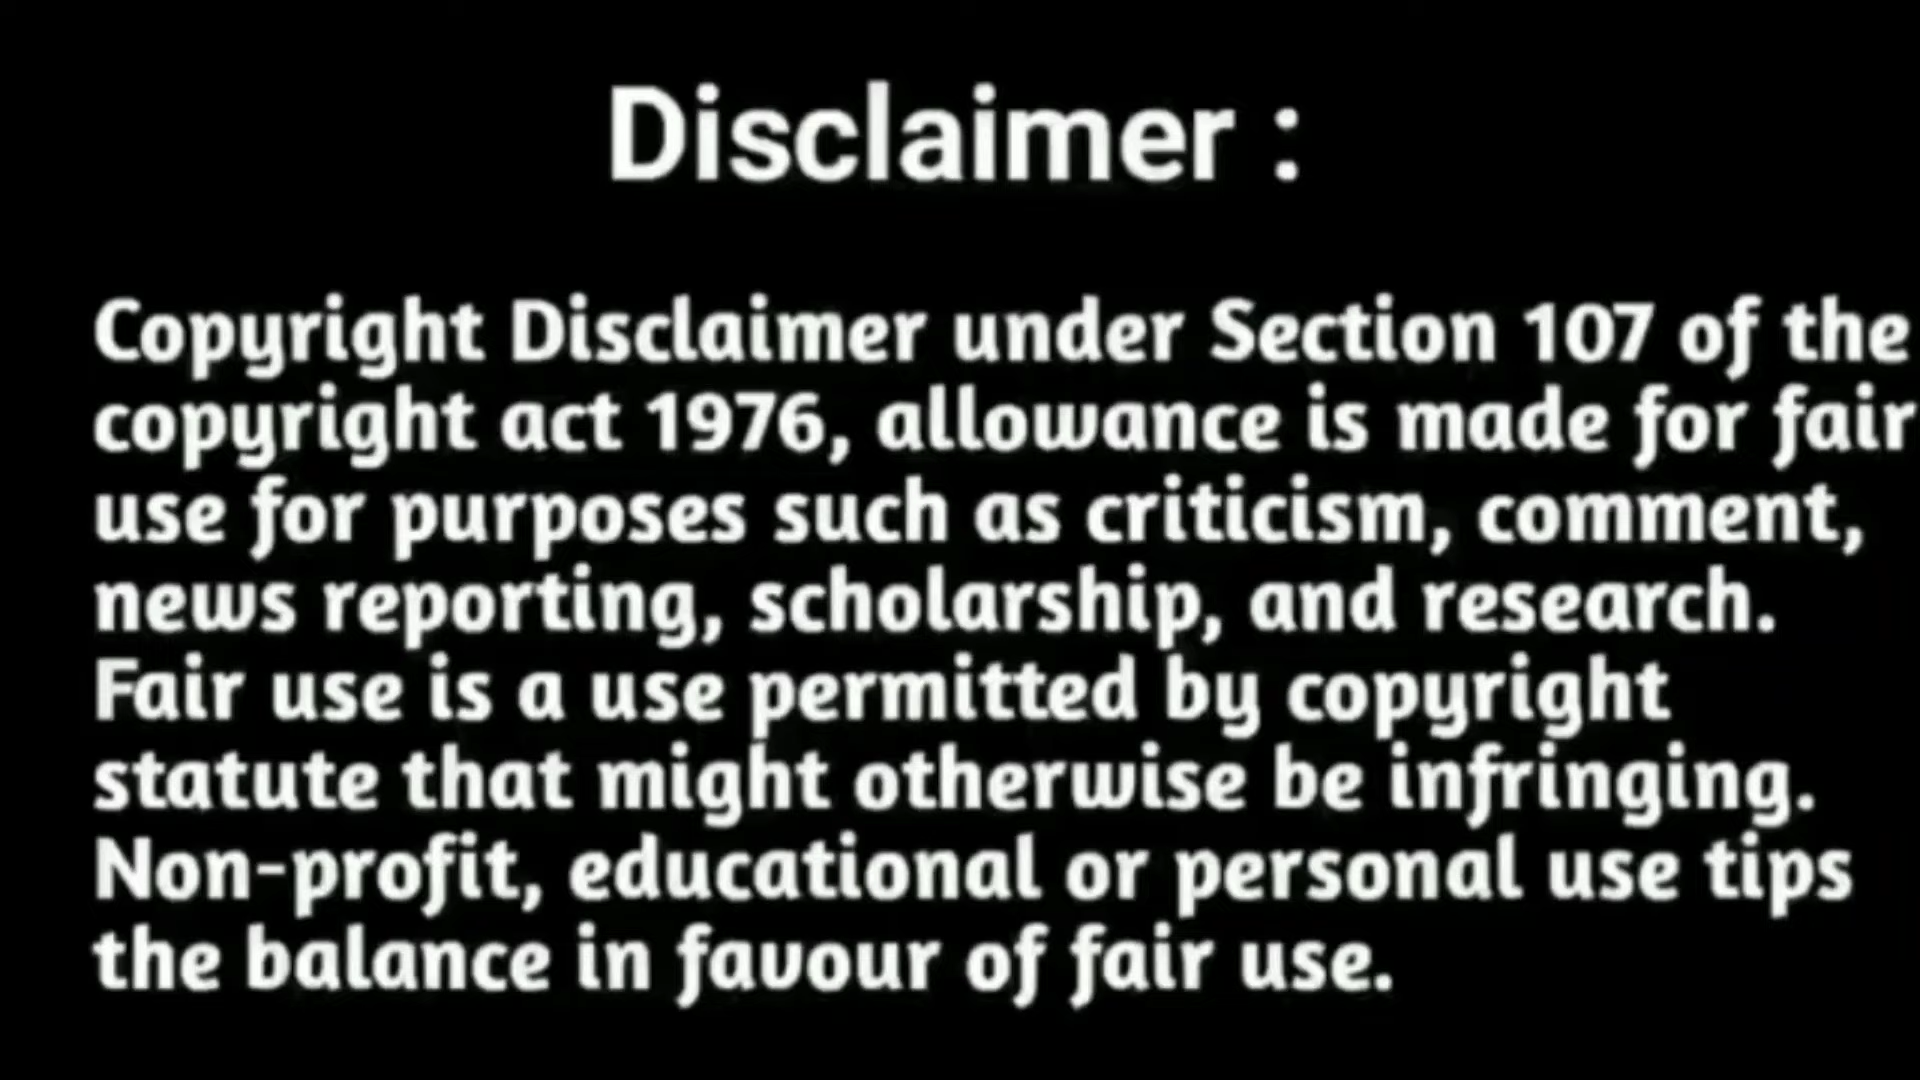 Disclaimer :
Copyright Disclaimer under Section 107 of the
copyright act 1976, allowance is made for fair
use for purposes such as criticism, comment,
news reporting, scholarship, and research.
Fair use is a use permitted by copyright
statute that might otherwise be infringing.
Non-profit, educational or personal use tips
the balance in favour of fair use.